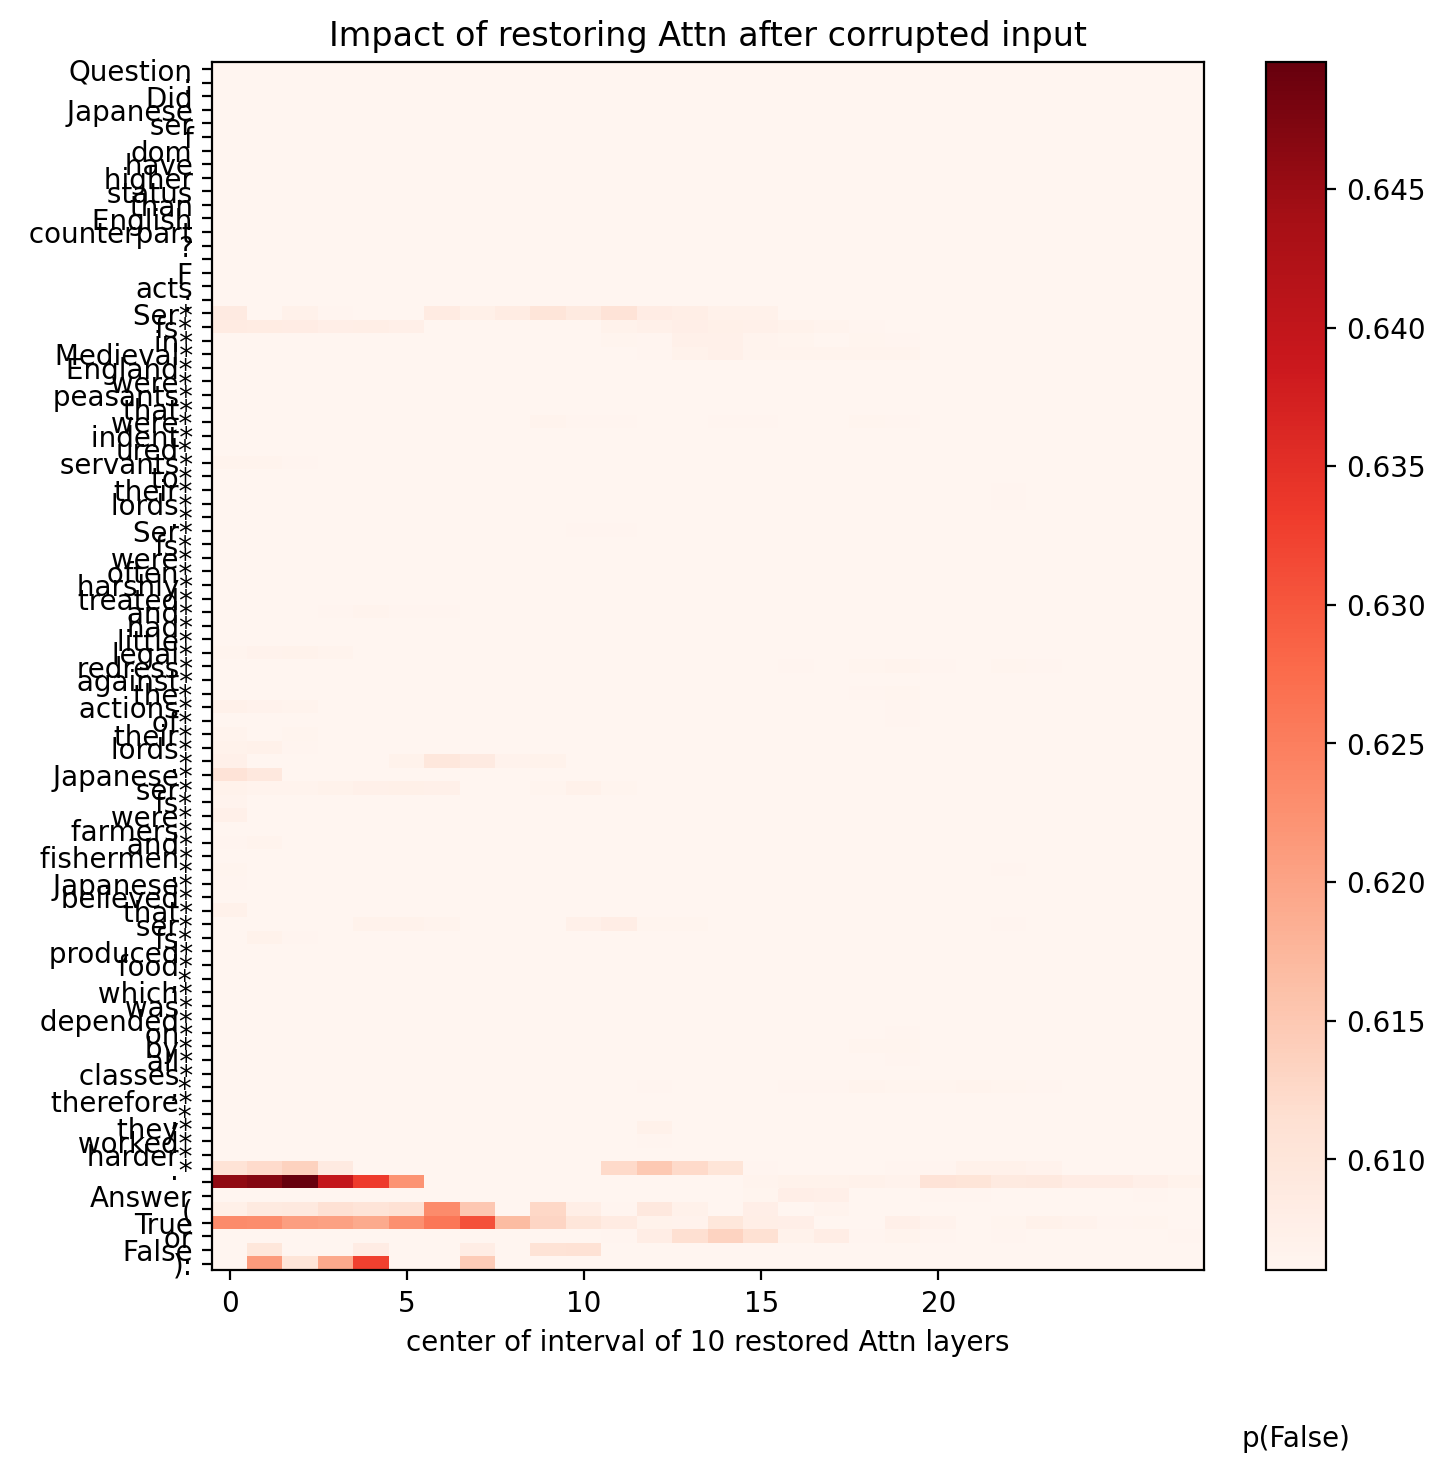 Impact of restoring Attn after corrupted input
Question
:
Did
Japanese
ser
f
dom
have
higher
status
than
English
counterpart
?
F
acts
:
Ser*
fs*
in*
Medieval*
England*
were*
peasants*
that*
were*
indent*
ured*
servants*
to*
their*
lords*
.*
Ser*
fs*
were*
often*
harshly*
treated*
and*
had*
little*
legal*
redress*
against*
the*
actions*
of*
their*
lords*
.*
Japanese*
ser*
fs*
were*
farmers*
and*
fishermen*
.*
Japanese*
believed*
that*
ser*
fs*
produced*
food*
,*
which*
was*
depended*
on*
by*
all*
classes*
,*
therefore*
,*
they*
worked*
harder*
.*
Answer
(
True
or
False
):
0
5
10
15
20
center of interval of 10 restored Attn layers
0.645
0.640
0.635
0.630
0.625
0.620
0.615
0.610
p(False)